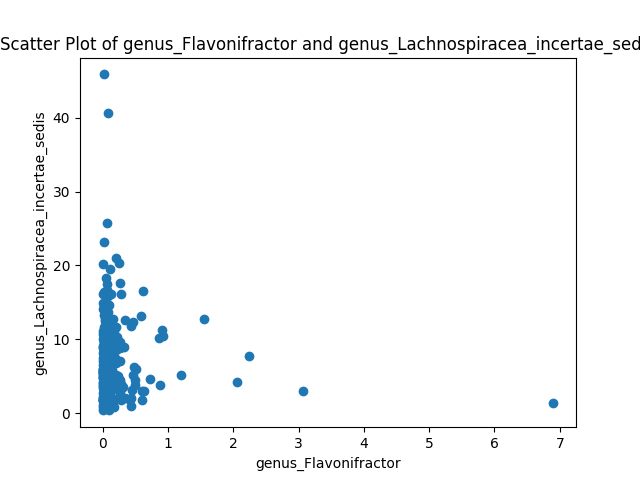 Scatter Plot of genus_Flavonifractor and genus_Lachnospiracea_incertae_sed
genus_Lachnospiracea_incertae_sedis
40
30
20
10
0
0 1 2 3 4 5 6 7
genus_Flavonifractor